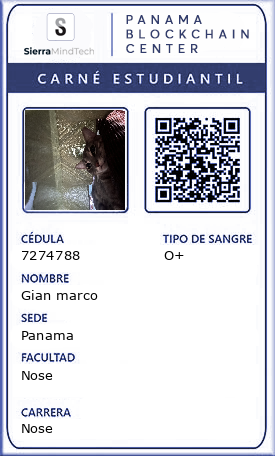 S
SierraMindTech
PANAMA
BLOCKCHAIN
CENTER
CARNÉ ESTUDIANTIL
CÉDULA
7274788
TIPO DE SANGRE
O+
NOMBRE
Gian marco
SEDE
Panama
FACULTAD
Nose
CARRERA
Nose